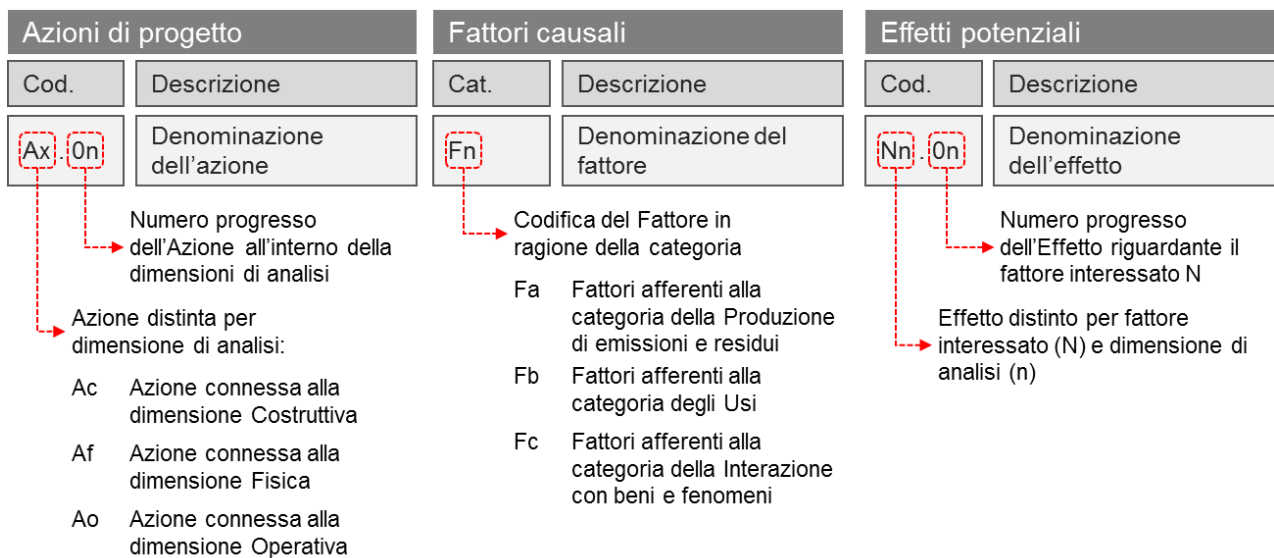 Azioni di progetto
Cod.
Descrizione
Ax . 0n
Denominazione
dell'azione
Numero progresso
dell'Azione all'interno della
dimensioni di analisi
Azione distinta per
dimensione di analisi:
Ac Azione connessa alla
dimensione Costruttiva
Af Azione connessa alla
dimensione Fisica
Ao Azione connessa alla
dimensione Operativa
Fattori causali
Cat.
Descrizione
Fn
Denominazione del
fattore
Codifica del Fattore in
ragione della categoria
Fa Fattori afferenti alla
categoria della Produzione
di emissioni e residui
Fb Fattori afferenti alla
categoria degli Usi
Fc Fattori afferenti alla
categoria della Interazione
con beni e fenomeni
Effetti potenziali
Cod.
Descrizione
Nn . 0n
Denominazione
dell'effetto
Numero progresso
dell'Effetto riguardante il
fattore interessato N
Effetto distinto per fattore
interessato (N) e dimensione di
analisi (n)